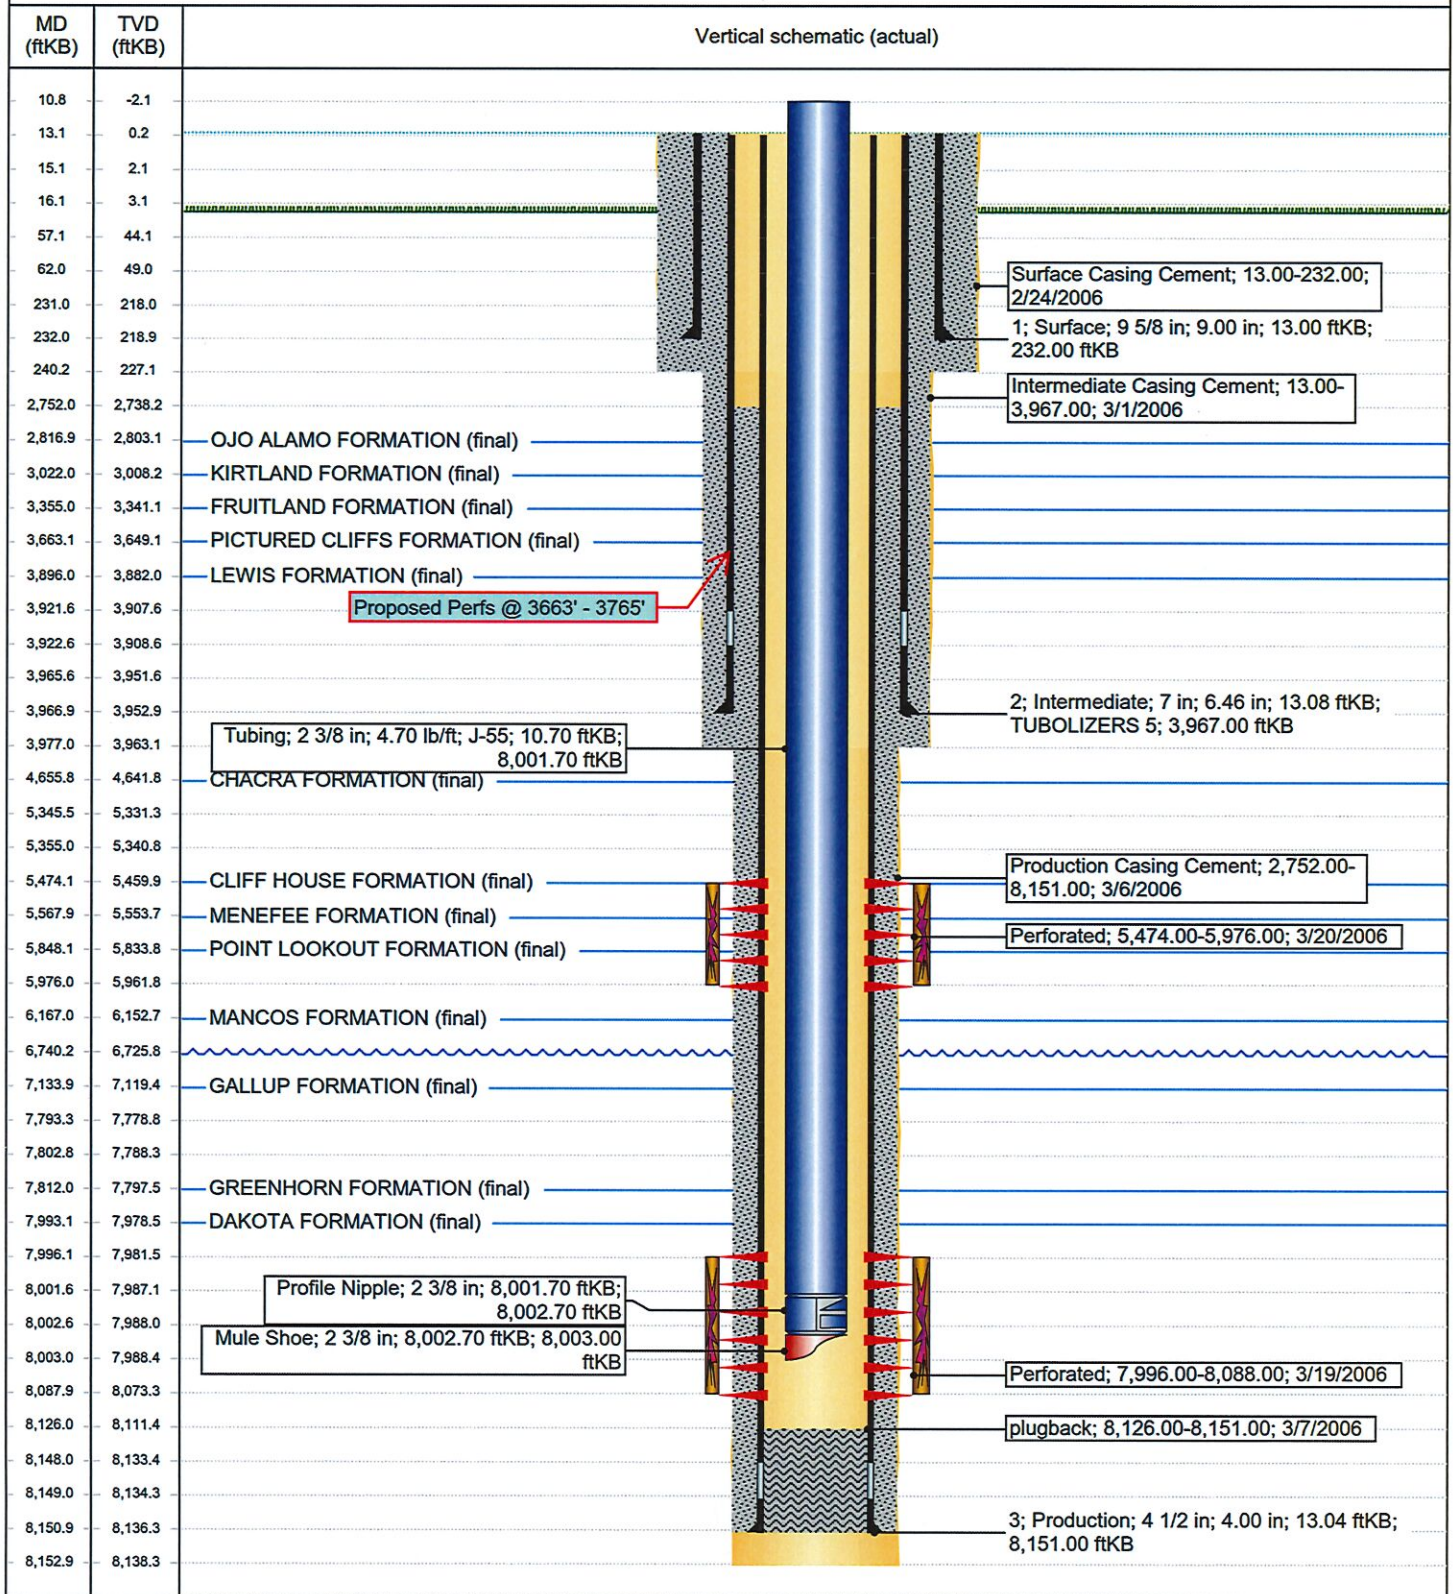 MD
(ftKB)
TVD
(ftKB)
Vertical schematic (actual)
10.8 -2.1
13.1 0.2
15.1 2.1
16.1 3.1
57.1 44.1
62.0 49.0
Surface Casing Cement; 13.00-232.00;
2/24/2006
231.0 218.0
232.0 218.9
1; Surface; 9 5/8 in; 9.00 in; 13.00 ftKB;
232.00 ftKB
240.2 227.1
Intermediate Casing Cement; 13.00-
3,967.00; 3/1/2006
2,752.0 2,738.2
2,816.9 2,803.1 OJO ALAMO FORMATION (final)
3,022.0 3,008.2 KIRTLAND FORMATION (final)
3,355.0 3,341.1 FRUITLAND FORMATION (final)
3,663.1 3,649.1 PICTURED CLIFFS FORMATION (final)
3,896.0 3,882.0 LEWIS FORMATION (final)
3,921.6 3,907.6 Proposed Perfs @ 3663' - 3765'
3,922.6 3,908.6
3,965.6 3,951.6
3,966.9 3,952.9
2; Intermediate; 7 in; 6.46 in; 13.08 ftKB;
TUBOLIZERS 5; 3,967.00 ftKB
Tubing; 2 3/8 in; 4.70 lb/ft; J-55; 10.70 ftKB;
8,001.70 ftKB
3,977.0 3,963.1
4,655.8 4,641.8 CHACRA FORMATION (final)
5,345.5 5,331.3
5,355.0 5,340.8
Production Casing Cement; 2,752.00-
8,151.00; 3/6/2006
5,474.1 5,459.9 CLIFF HOUSE FORMATION (final)
5,567.9 5,553.7 MENEFEE FORMATION (final)
Perforated; 5,474.00-5,976.00; 3/20/2006
5,848.1 5,833.8 POINT LOOKOUT FORMATION (final)
5,976.0 5,961.8
6,167.0 6,152.7 MANCOS FORMATION (final)
6,740.2 6,725.8
7,133.9 7,119.4 GALLUP FORMATION (final)
7,793.3 7,778.8
7,802.8 7,788.3
7,812.0 7,797.5 GREENHORN FORMATION (final)
7,993.1 7,978.5 DAKOTA FORMATION (final)
7,996.1 7,981.5
8,001.6 7,987.1
Profile Nipple; 2 3/8 in; 8,001.70 ftKB;
8,002.70 ftKB
8,002.6 7,988.0
Mule Shoe; 2 3/8 in; 8,002.70 ftKB; 8,003.00
ftKB
8,003.0 7,988.4
Perforated; 7,996.00-8,088.00; 3/19/2006
8,087.9 8,073.3
8,126.0 8,111.4
plugback; 8,126.00-8,151.00; 3/7/2006
8,148.0 8,133.4
8,149.0 8,134.3
8,150.9 8,136.3
3; Production; 4 1/2 in; 4.00 in; 13.04 ftKB;
8,151.00 ftKB
8,152.9 8,138.3